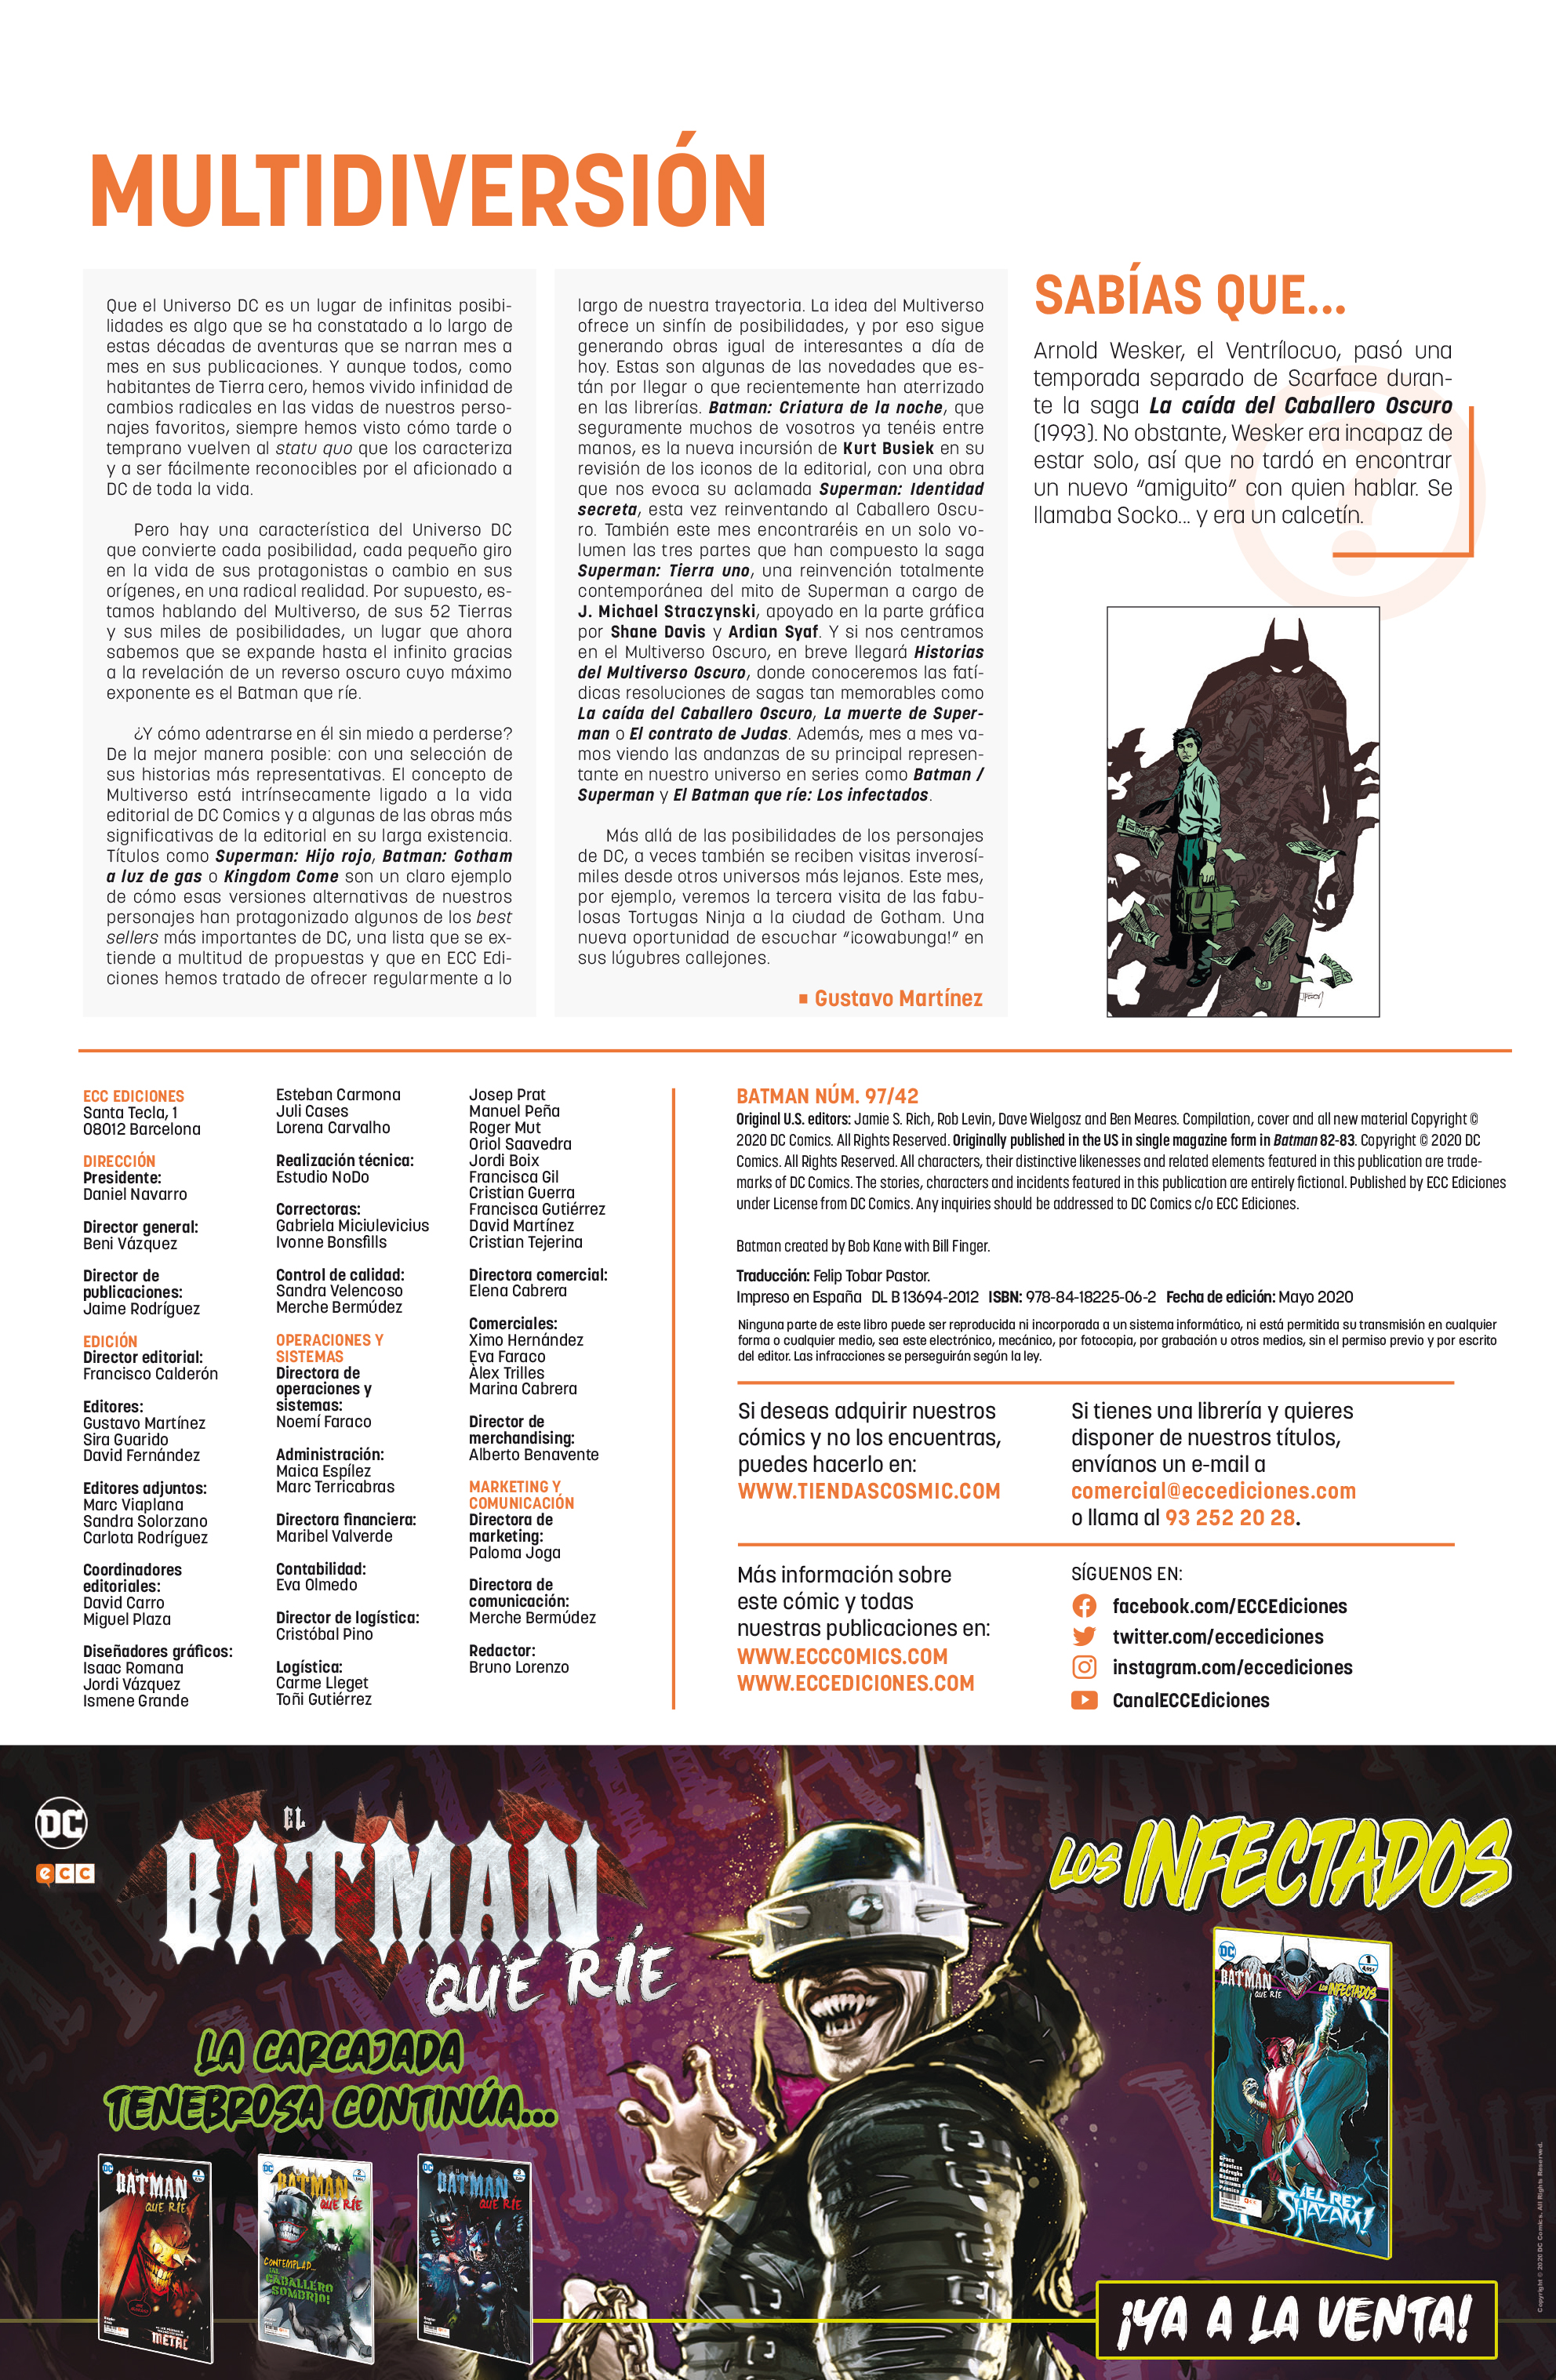 MULTIDIVERSIÓN
Que el Universo DC es un lugar de infinitas posibi-
lidades es algo que se ha constatado a lo largo de
estas décadas de aventuras que se narran mes a
mes en sus publicaciones. Y aunque todos, como
habitantes de Tierra cero, hemos vivido infinidad de
cambios radicales en las vidas de nuestros perso-
najes favoritos, siempre hemos visto cómo tarde o
temprano vuelven al statu quo que los caracteriza
y a ser fácilmente reconocibles por el aficionado a
DC de toda la vida.
Pero hay una característica del Universo DC
que convierte cada posibilidad, cada pequeño giro
en la vida de sus protagonistas o cambio en sus
orígenes, en una radical realidad. Por supuesto, es-
tamos hablando del Multiverso, de sus 52 Tierras
y sus miles de posibilidades, un lugar que ahora
sabemos que se expande hasta el infinito gracias
a la revelación de un reverso oscuro cuyo máximo
exponente es el Batman que ríe.
¿Y cómo adentrarse en él sin miedo a perderse?
De la mejor manera posible: con una selección de
sus historias más representativas. El concepto de
Multiverso está intrínsecamente ligado a la vida
editorial de DC Comics y a algunas de las obras más
significativas de la editorial en su larga existencia.
Títulos como Superman: Hijo rojo, Batman: Gotham
a luz de gas o Kingdom Come son un claro ejemplo
de cómo esas versiones alternativas de nuestros
personajes han protagonizado algunos de los best
sellers más importantes de DC, una lista que se ex-
tiende a multitud de propuestas y que en ECC Edi-
ciones hemos tratado de ofrecer regularmente a lo
largo de nuestra trayectoria. La idea del Multiverso
ofrece un sinfín de posibilidades, y por eso sigue
generando obras igual de interesantes a día de
hoy. Estas son algunas de las novedades que es-
tán por llegar o que recientemente han aterrizado
en las librerías. Batman: Criatura de la noche, que
seguramente muchos de vosotros ya tenéis entre
manos, es la nueva incursión de Kurt Busiek en su
revisión de los iconos de la editorial, con una obra
que nos evoca su aclamada Superman: Identidad
secreta, esta vez reinventando al Caballero Oscu-
ro. También este mes encontraréis en un solo vo-
lumen las tres partes que han compuesto la saga
Superman: Tierra uno, una reinvención totalmente
contemporánea del mito de Superman a cargo de
J. Michael Straczynski, apoyado en la parte gráfica
por Shane Davis y Ardian Syaf. Y si nos centramos
en el Multiverso Oscuro, en breve llegará Historias
del Multiverso Oscuro, donde conoceremos las fatí-
dicas resoluciones de sagas tan memorables como
La caída del Caballero Oscuro, La muerte de Super-
man o El contrato de Judas. Además, mes a mes va-
mos viendo las andanzas de su principal represen-
tante en nuestro universo en series como Batman /
Superman y El Batman que ríe: Los infectados.
Más allá de las posibilidades de los personajes
de DC, a veces también se reciben visitas inverosí-
miles desde otros universos más lejanos. Este mes,
por ejemplo, veremos la tercera visita de las fabu-
losas Tortugas Ninja a la ciudad de Gotham. Una
nueva oportunidad de escuchar “¡cowabunga!” en
sus lúgubres callejones.
Gustavo Martínez
SABÍAS QUE...
Arnold Wesker, el Ventrílocuo, pasó una
temporada separado de Scarface duran-
te la saga La caída del Caballero Oscuro
(1993). No obstante, Wesker era incapaz de
estar solo, así que no tardó en encontrar
un nuevo “amiguito” con quien hablar. Se
llamaba Socko... y era un calcetín.
ECC EDICIONES
Santa Tecla, 1
08012 Barcelona
DIRECCIÓN
Presidente:
Daniel Navarro
Director general:
Beni Vázquez
Director de
publicaciones:
Jaime Rodríguez
EDICIÓN
Director editorial:
Francisco Calderón
Editores:
Gustavo Martínez
Sira Guarido
David Fernández
Editores adjuntos:
Marc Viaplana
Sandra Solorzano
Carlota Rodríguez
Coordinadores
editoriales:
David Carro
Miguel Plaza
Diseñadores gráficos:
Isaac Romana
Jordi Vázquez
Ismene Grande
Esteban Carmona
Juli Cases
Lorena Carvalho
Realización técnica:
Estudio NoDo
Correctoras:
Gabriela Miciulevicius
Ivonne Bonsfills
Control de calidad:
Sandra Velencoso
Merche Bermúdez
OPERACIONES Y
SISTEMAS
Directora de
operaciones y
sistemas:
Noemí Faraco
Administración:
Maica Espílez
Marc Terricabras
Directora financiera:
Maribel Valverde
Contabilidad:
Eva Olmedo
Director de logística:
Cristóbal Pino
Logística:
Carme Lleget
Toñi Gutiérrez
Josep Prat
Manuel Peña
Roger Mut
Oriol Saavedra
Jordi Boix
Francisca Gil
Cristian Guerra
Francisca Gutiérrez
David Martínez
Cristian Tejerina
Directora comercial:
Elena Cabrera
Comerciales:
Ximo Hernández
Eva Faraco
Àlex Trilles
Marina Cabrera
Director de
merchandising:
Alberto Benavente
MARKETING Y
COMUNICACIÓN
Directora de
marketing:
Paloma Joga
Directora de
comunicación:
Merche Bermúdez
Redactor:
Bruno Lorenzo
BATMAN NÚM. 97/42
Original U.S. editors: Jamie S. Rich, Rob Levin, Dave Wielgosz and Ben Meares. Compilation, cover and all new material Copyright ©
2020 DC Comics. All Rights Reserved. Originally published in the US in single magazine form in Batman 82-83. Copyright © 2020 DC
Comics. All Rights Reserved. All characters, their distinctive likenesses and related elements featured in this publication are trade-
marks of DC Comics. The stories, characters and incidents featured in this publication are entirely fictional. Published by ECC Ediciones
under License from DC Comics. Any inquiries should be addressed to DC Comics c/o ECC Ediciones.
Batman created by Bob Kane with Bill Finger.
Traducción: Felip Tobar Pastor.
Impreso en España DL B 13694-2012 ISBN: 978-84-18225-06-2 Fecha de edición: Mayo 2020
Ninguna parte de este libro puede ser reproducida ni incorporada a un sistema informático, ni está permitida su transmisión en cualquier
forma o cualquier medio, sea este electrónico, mecánico, por fotocopia, por grabación u otros medios, sin el permiso previo y por escrito
del editor. Las infracciones se perseguirán según la ley.
Si deseas adquirir nuestros
cómics y no los encuentras,
puedes hacerlo en:
WWW.TIENDASCOSMIC.COM
Si tienes una librería y quieres
disponer de nuestros títulos,
envíanos un e-mail a
comercial@eccediciones.com
o llama al 93 252 20 28.
Más información sobre
este cómic y todas
nuestras publicaciones en:
WWW.ECCCOMICS.COM
WWW.ECCEDICIONES.COM
SÍGUENOS EN:
facebook.com/ECCEdiciones
twitter.com/eccediciones
instagram.com/eccediciones
CanalECCEdiciones
DC
ecc
EL
BATMAN
QUE RÍE
LA CARCAJADA
TENEBROSA CONTINÚA...
LOS INFECTADOS
DC
BATMAN
QUE RÍE
LOS INFECTADOS
1
¡EL REY
SHAZAM!
BATMAN
QUE RÍE
METAL
BATMAN
QUE RÍE
2
CONTEMPLAD...
¡AL
CABALLERO
SOMBRÍO!
BATMAN
QUE RÍE
3
¡YA A LA VENTA!
Copyright © 2020 DC Comics. All Rights Reserved.